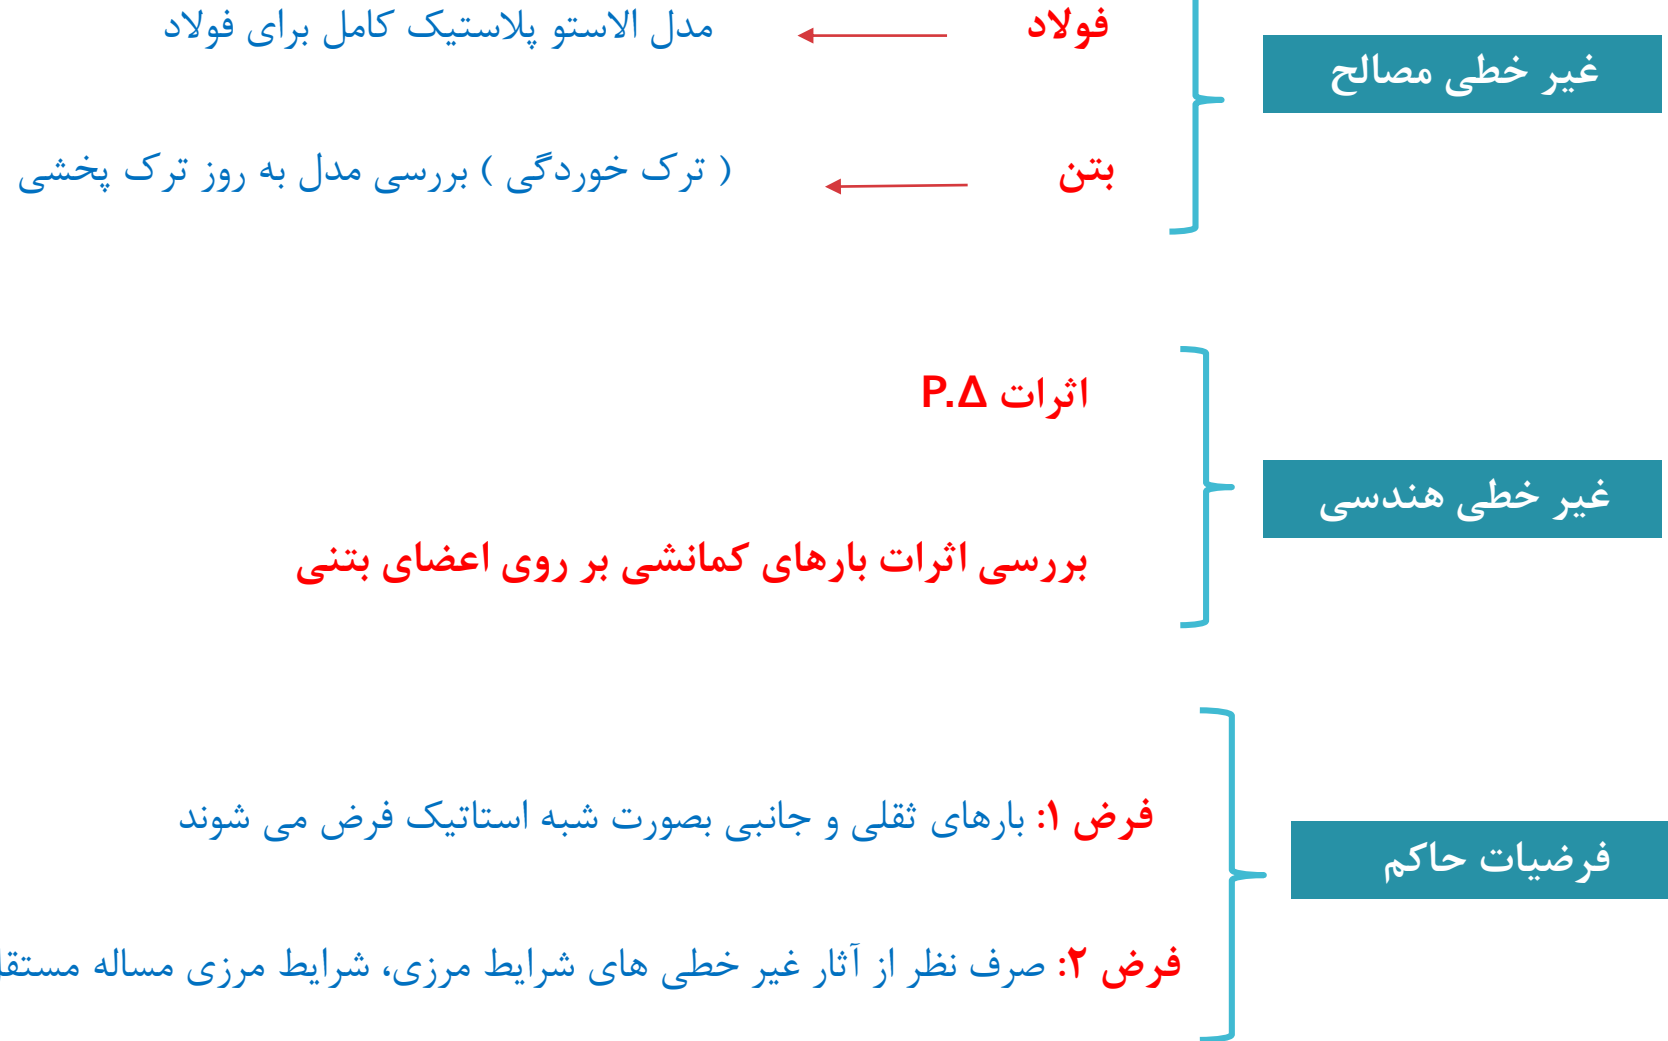 غیر خطی مصالح
فولاد
مدل الاستو پلاستیک کامل برای فولاد
بتن
( ترک خوردگی ) بررسی مدل به روز ترک پخشی
غیر خطی هندسی
اثرات P.Δ
بررسی اثرات بارهای کمانشی بر روی اعضای بتنی
فرضیات حاکم
فرض ۱: بارهای ثقلی و جانبی بصورت شبه استاتیک فرض می شوند
فرض ۲: صرف نظر از آثار غیر خطی های شرایط مرزی، شرایط مرزی مساله